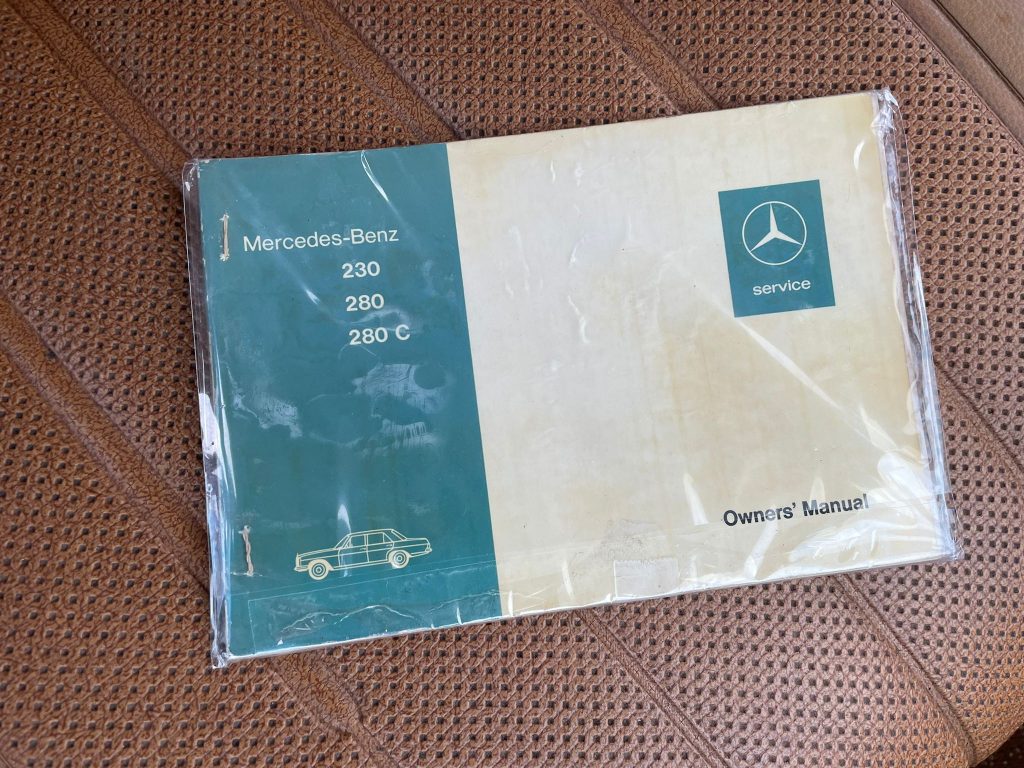 Mercedes-Benz
230
280
280 C
service
Owners' Manual